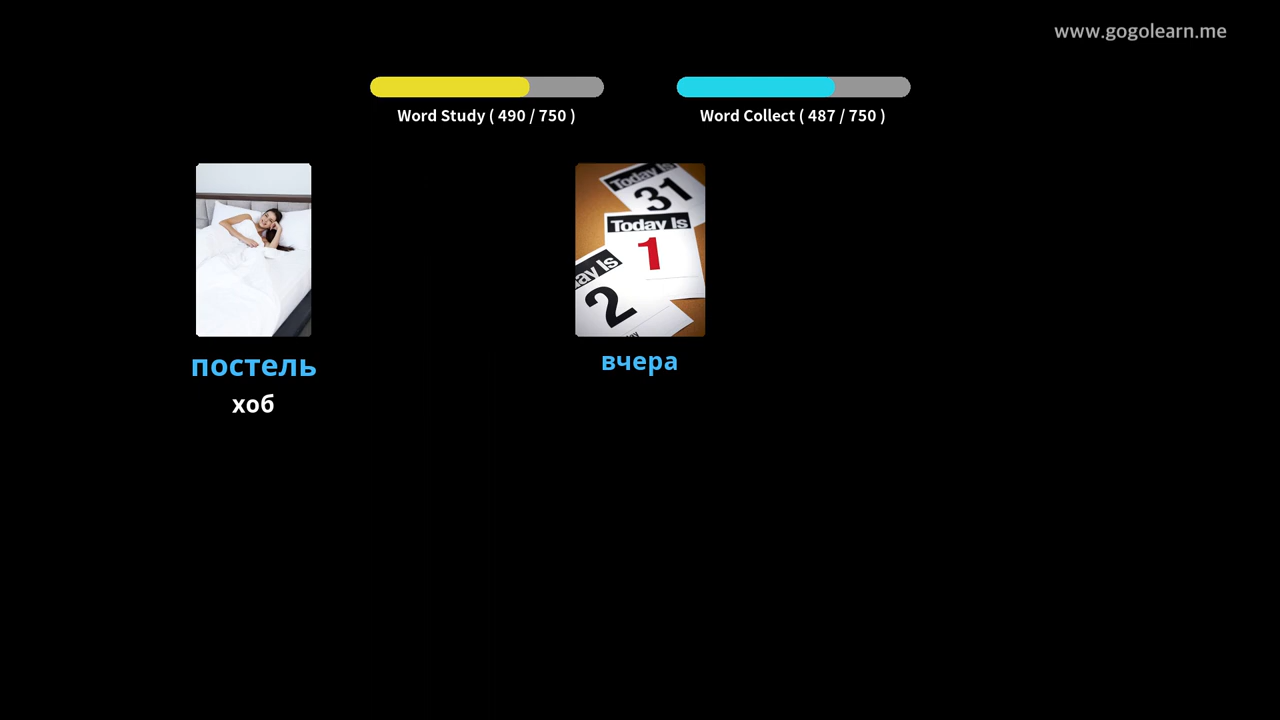 www.gogolearn.me
Word Study ( 490 / 750 )
Word Collect ( 487 / 750 )
Today Is
31
Today Is
1
ay Is
2
постель
хоб
вчера